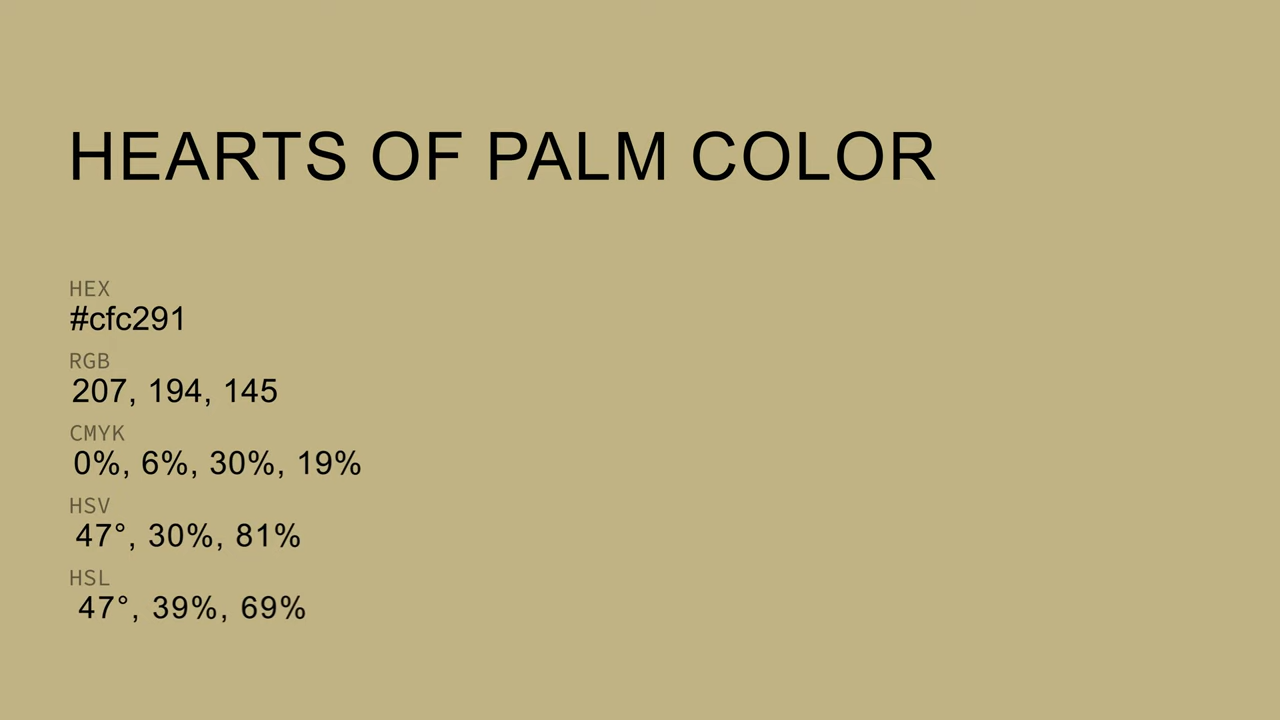 HEARTS OF PALM COLOR
HEX
#cfc291
RGB
207, 194, 145
CMYK
0%, 6%, 30%, 19%
HSV
47°, 30%, 81%
HSL
47°, 39%, 69%